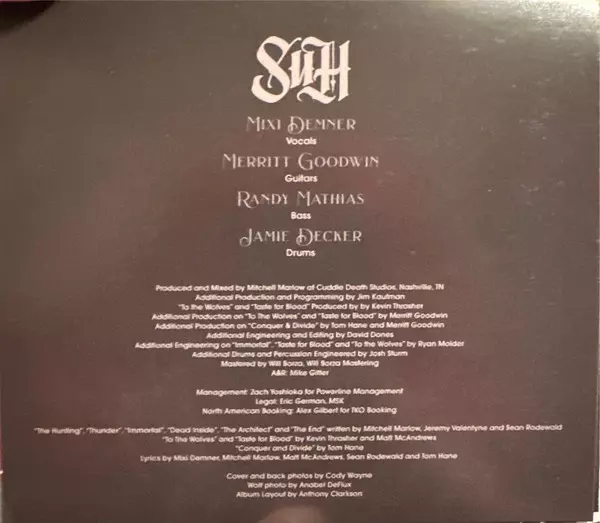 SuH
Mixi Demner
Vocals
Merritt Goodwin
Guitars
Randy Mathias
Bass
Jamie Decker
Drums
Produced and Mixed by Mitchell Marlow at Cuddle Death Studios, Nashville, TN
Additional Production and Programming by Jim Kaufman
"To the Wolves" and "Taste for Blood" Produced by by Kevin Thrasher
Additional Production on "To The Wolves" and "Taste for Blood" by Merritt Goodwin
Additional Production on "Conquer & Divide" by Tom Hane and Merritt Goodwin
Additional Engineering and Editing by David Dones
Additional Engineering on "Immortal", "Taste for Blood" and "To the Wolves" by Ryan Molder
Additional Drums and Percussion Engineered by Josh Sturm
Mastered by Will Borza, Will Borza Mastering
A&R: Mike Gitter
Management: Zach Yoshioka for Powerline Management
Legal: Eric German, MSK
North American Booking: Alex Gilbert for TKO Booking
"The Hunting", "Thunder", "Immortal", "Dead Inside", "The Architect" and "The End" written by Mitchell Marlow, Jeremy Valentyne and Sean Rodewald
"To The Wolves" and "Taste for Blood" by Kevin Thrasher and Matt McAndrews
"Conquer and Divide" by Tom Hane
Lyrics by Mixi Demner, Mitchell Marlow, Matt McAndrews, Sean Rodewald and Tom Hane
Cover and back photos by Cody Wayne
Wolf photo by Anabel DeFlux
Album Layout by Anthony Clarkson